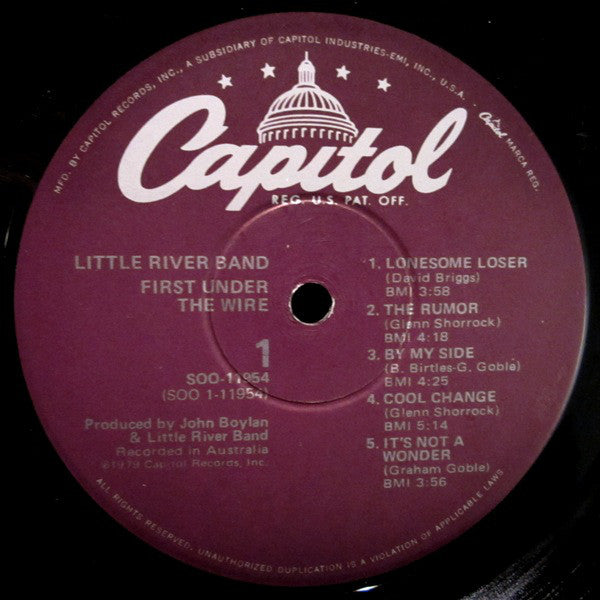 MFD. BY CAPITOL RECORDS, INC., A SUBSIDIARY OF CAPITOL INDUSTRIES-EMI, INC., U.S.A.
Capitol MARCA REG.
Capitol
REG. U.S. PAT. OFF.
LITTLE RIVER BAND
FIRST UNDER
THE WIRE
1
SOO-11954
(SOO 1-11954)
Produced by John Boylan
& Little River Band
Recorded in Australia
℗1979 Capitol Records, Inc.
1. LONESOME LOSER
(David Briggs)
BMI 3:58
2. THE RUMOR
(Glenn Shorrock)
BMI 4:18
3. BY MY SIDE
(B. Birtles-G. Goble)
BMI 4:25
4. COOL CHANGE
(Glenn Shorrock)
BMI 5:14
5. IT'S NOT A
WONDER
(Graham Goble)
BMI 3:56
ALL RIGHTS RESERVED. UNAUTHORIZED DUPLICATION IS A VIOLATION OF APPLICABLE LAWS